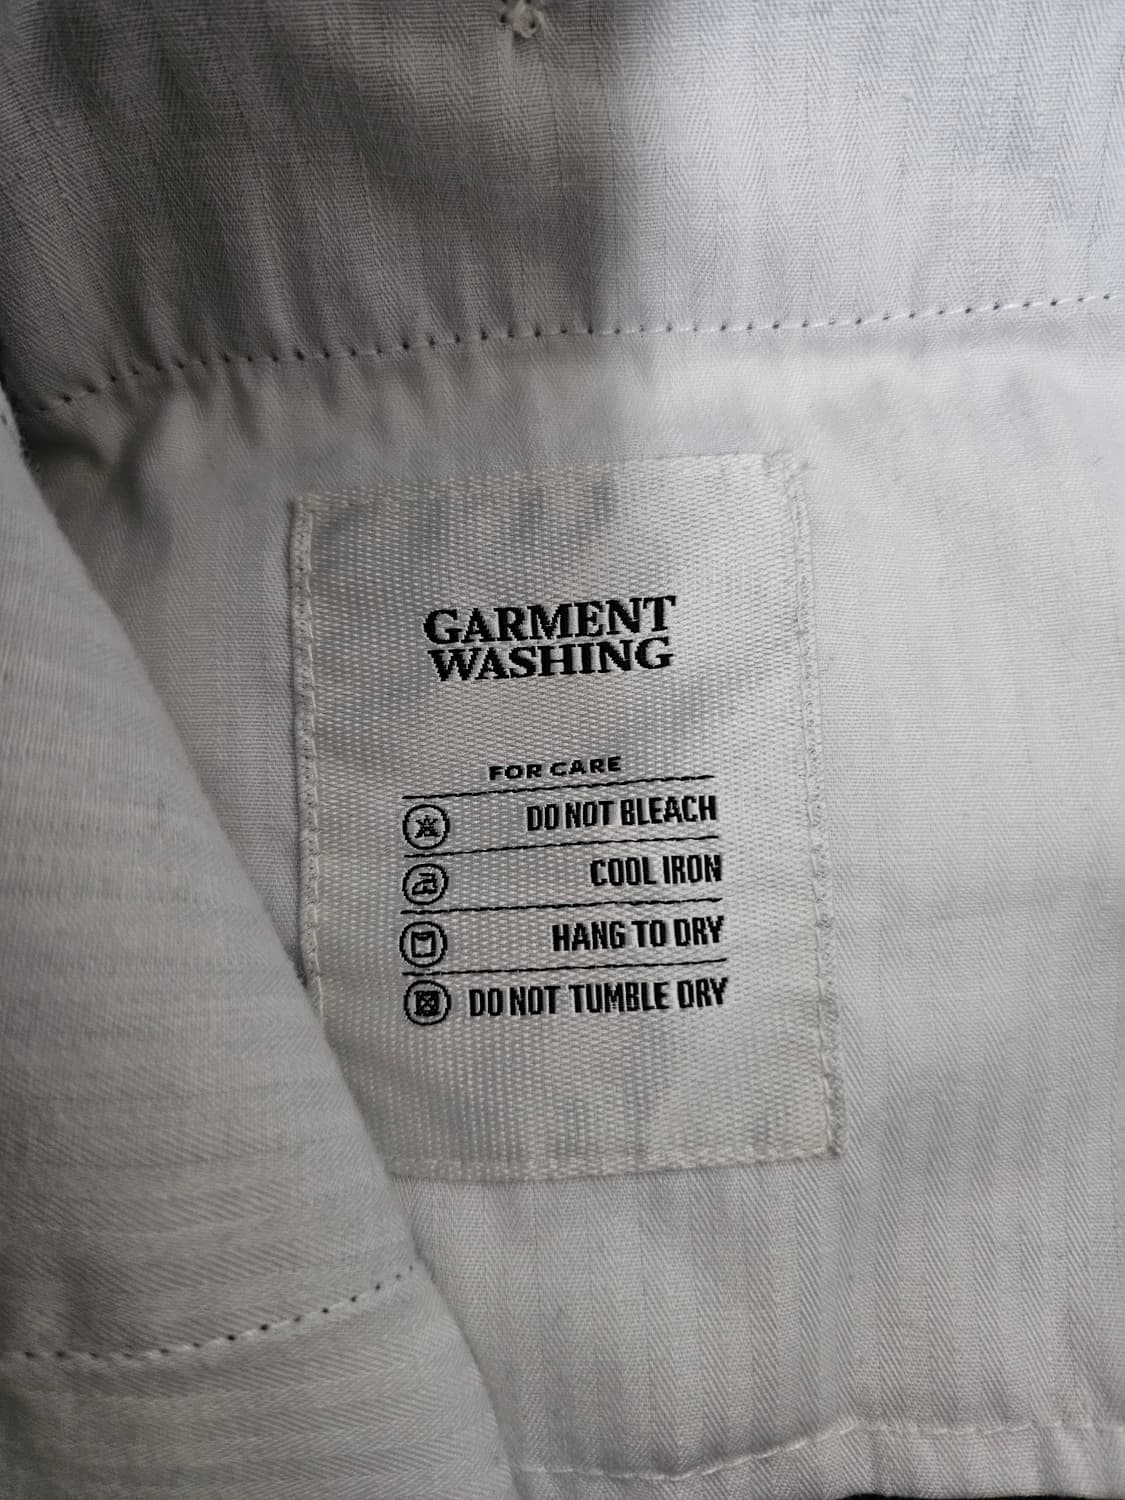 GARMENT
WASHING
FOR CARE
DO NOT BLEACH
COOL IRON
HANG TO DRY
DO NOT TUMBLE DRY